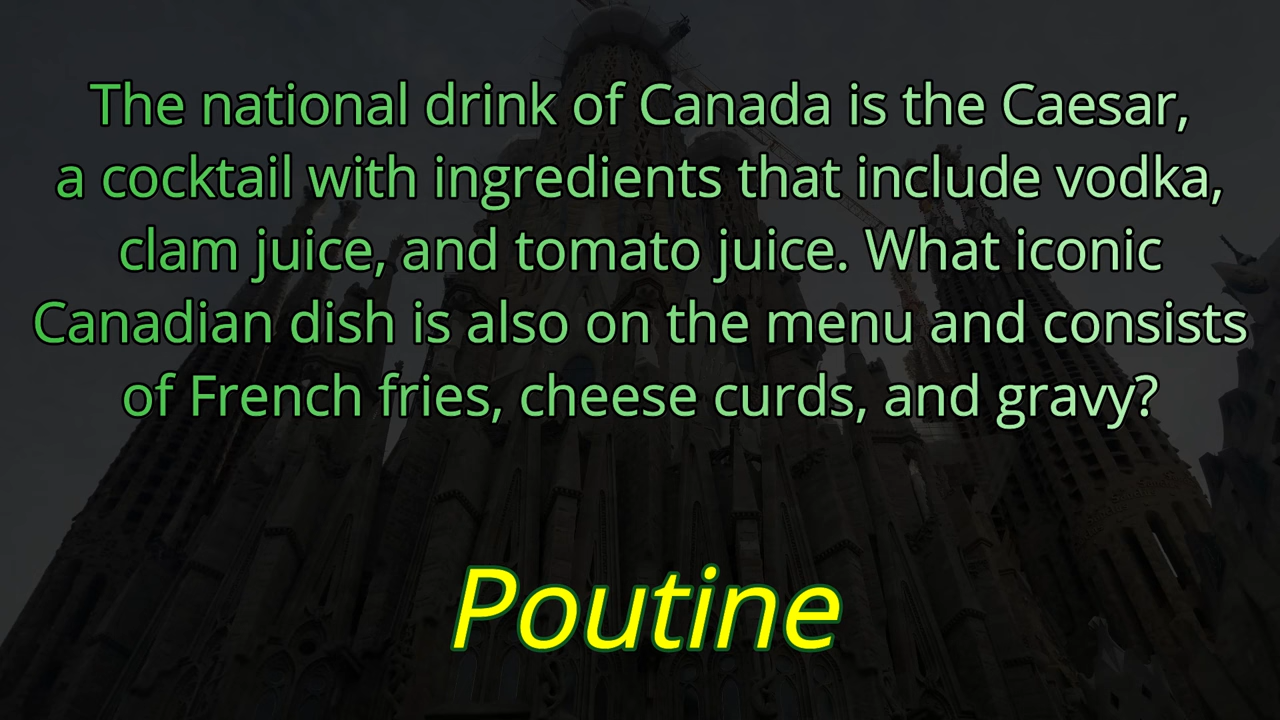 The national drink of Canada is the Caesar,
a cocktail with ingredients that include vodka,
clam juice, and tomato juice. What iconic
Canadian dish is also on the menu and consists
of French fries, cheese curds, and gravy?
Poutine